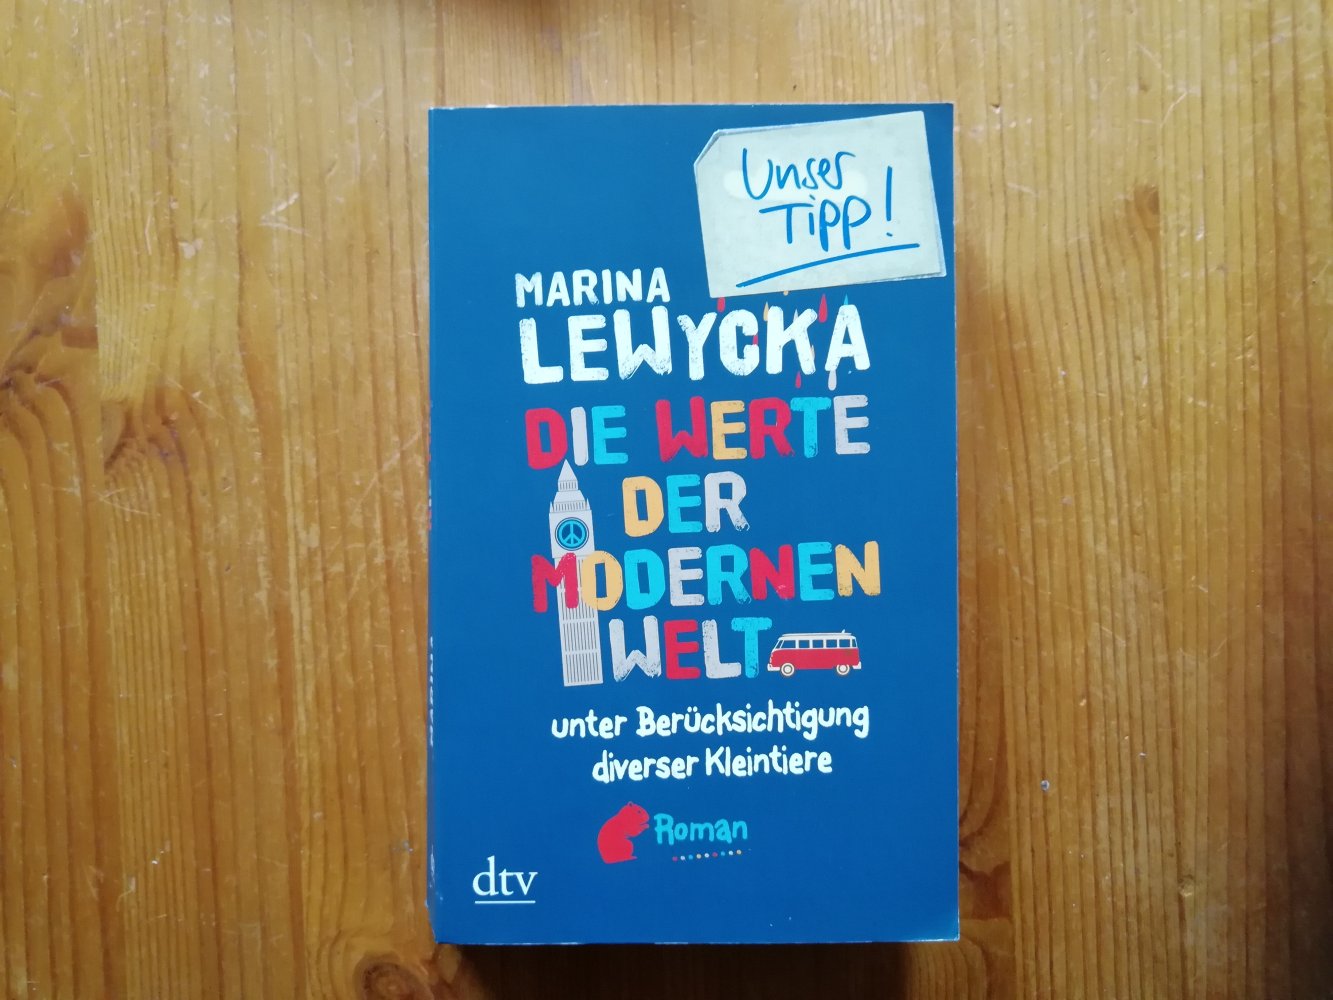 Unser
Tipp!
MARINA
LEWYCKA
DIE WERTE
DER
MODERNEN
WELT
unter Berücksichtigung
diverser Kleintiere
Roman
dtv